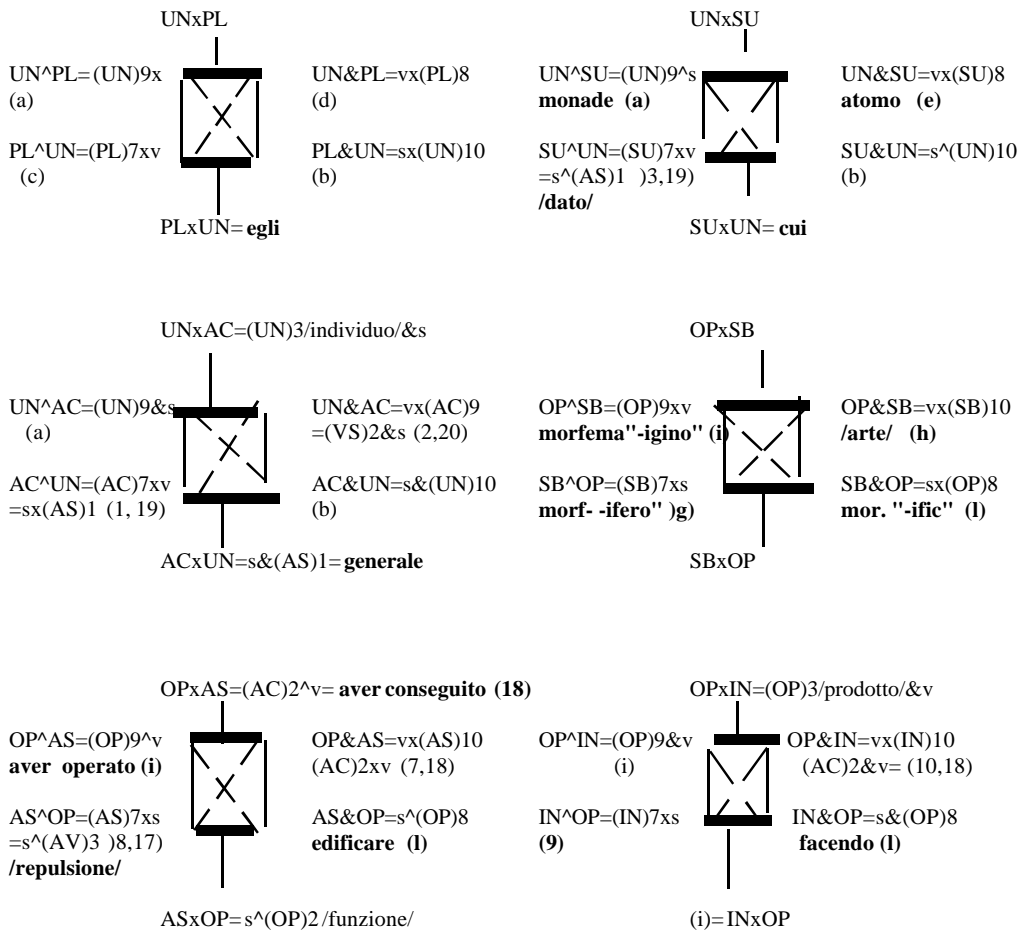 UNxPL
UN^PL=(UN)9x
(a)
UN&PL=vx(PL)8
(d)
PL^UN=(PL)7xv
(c)
PL&UN=sx(UN)10
(b)
PLxUN=egli
UNxSU
UN^SU=(UN)9^s
monade (a)
UN&SU=vx(SU)8
atomo (e)
SU^UN=(SU)7xv
=s^(AS)1 )3,19)
/dato/
SU&UN=s^(UN)10
(b)
SUxUN=cui
UNxAC=(UN)3/individuo/&s
UN^AC=(UN)9&s
(a)
UN&AC=vx(AC)9
=(VS)2&s (2,20)
AC^UN=(AC)7xv
=sx(AS)1 (1, 19)
AC&UN=s&(UN)10
(b)
ACxUN=s&(AS)1=generale
OPxSB
OP^SB=(OP)9xv
morfema"-igino" (i)
OP&SB=vx(SB)10
/arte/ (h)
SB^OP=(SB)7xs
morf- -ifero" )g)
SB&OP=sx(OP)8
mor. "-ific" (l)
SBxOP
OPxAS=(AC)2^v= aver conseguito (18)
OP^AS=(OP)9^v
aver operato (i)
OP&AS=vx(AS)10
(AC)2xv (7,18)
AS^OP=(AS)7xs
=s^(AV)3 )8,17)
/repulsione/
AS&OP=s^(OP)8
edificare (l)
ASxOP=s^(OP)2/funzione/
OPxIN=(OP)3/prodotto/&v
OP^IN=(OP)9&v
(i)
OP&IN=vx(IN)10
(AC)2&v= (10,18)
IN^OP=(IN)7xs
(9)
IN&OP=s&(OP)8
facendo (l)
(i)=INxOP